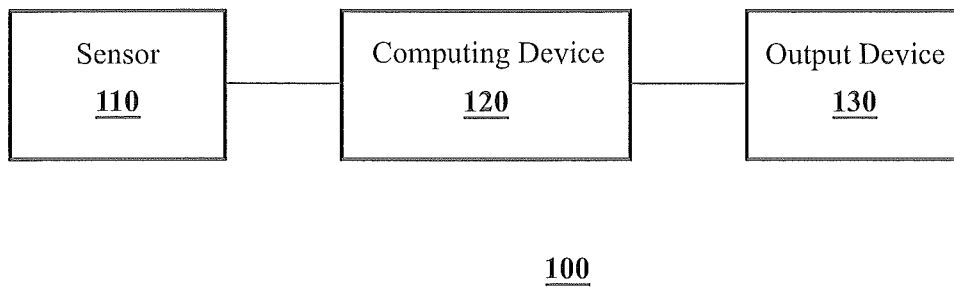 Sensor
110
Computing Device
120
Output Device
130
100